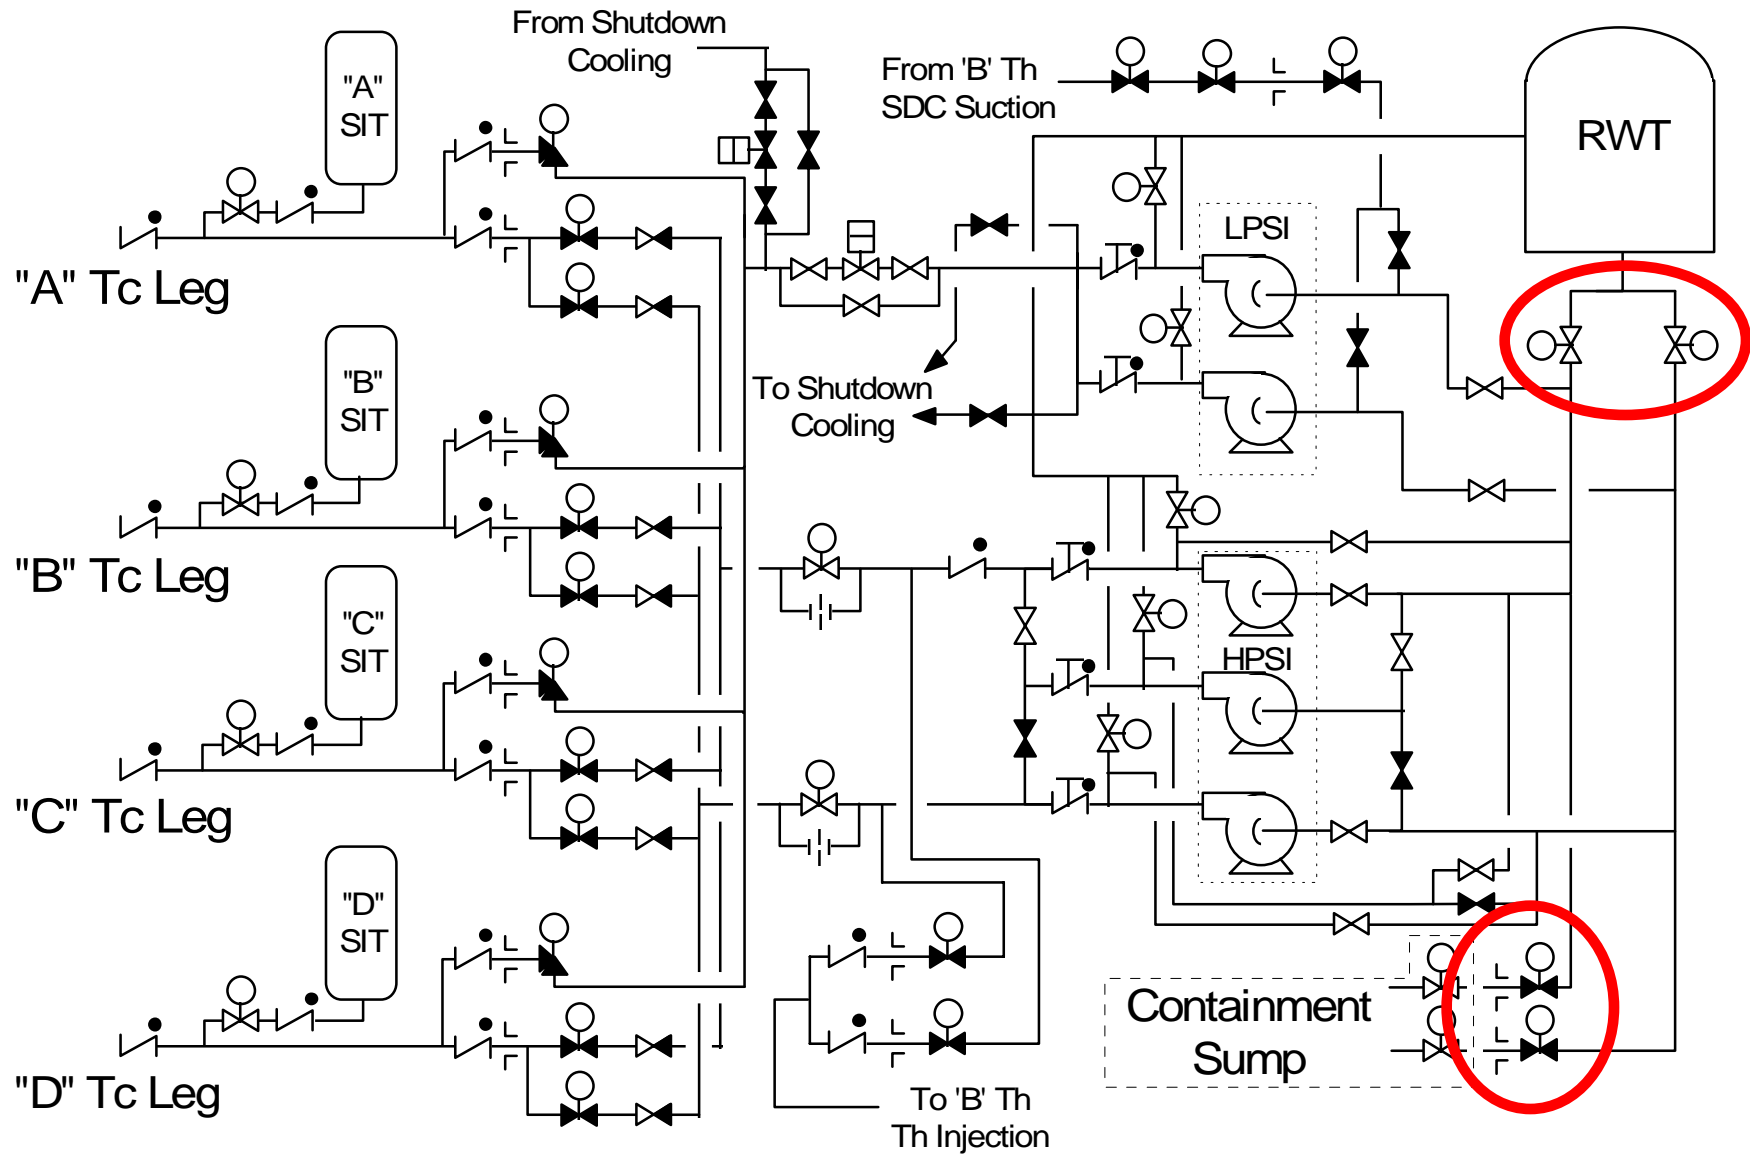 From Shutdown
Cooling
From 'B' Th
SDC Suction
"A"
SIT
RWT
LPSI
"A" Tc Leg
"B"
SIT
To Shutdown
Cooling
"B" Tc Leg
"C"
SIT
HPSI
"C" Tc Leg
"D"
SIT
Containment
Sump
"D" Tc Leg
To 'B' Th
Th Injection